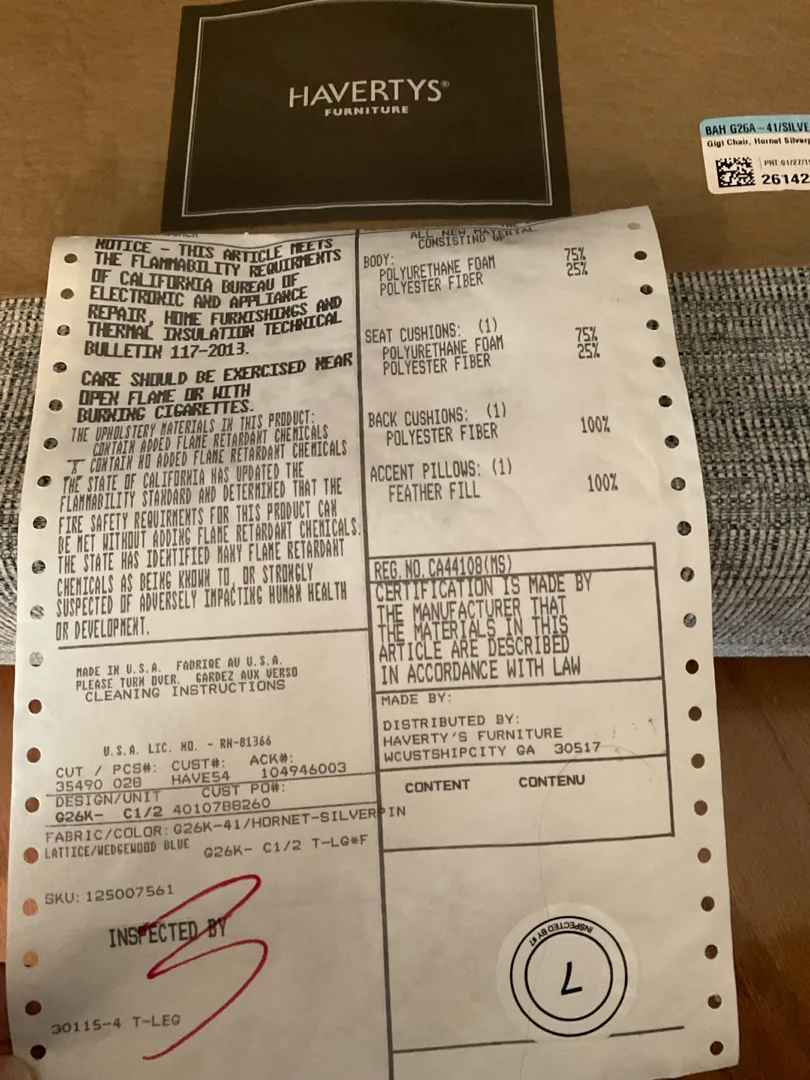 HAVERTYS®
FURNITURE
BAH G26A-41/SILVE
Gigi Chair, Hornet Silverp
PRT 01/27/1
26142
NOTICE - THIS ARTICLE MEETS
THE FLAMMABILITY REQUIRMENTS
OF CALIFORNIA BUREAU OF
ELECTRONIC AND APPLIANCE
REPAIR, HOME FURNISHINGS AND
THERMAL INSULATION TECHNICAL
BULLETIN 117-2013.
CARE SHOULD BE EXERCISED NEAR
OPEN FLAME OR WITH
BURNING CIGARETTES.
THE UPHOLSTERY MATERIALS IN THIS PRODUCT:
CONTAIN ADDED FLAME RETARDANT CHEMICALS
X CONTAIN NO ADDED FLAME RETARDANT CHEMICALS
THE STATE OF CALIFORNIA HAS UPDATED THE
FLAMMABILITY STANDARD AND DETERMINED THAT THE
FIRE SAFETY REQUIRMENTS FOR THIS PRODUCT CAN
BE MET WITHOUT ADDING FLAME RETARDANT CHEMICALS.
THE STATE HAS IDENTIFIED MANY FLAME RETARDANT
CHEMICALS AS BEING KNOWN TO, OR STRONGLY
SUSPECTED OF ADVERSELY IMPACTING HUMAN HEALTH
OR DEVELOPMENT.
MADE IN U.S.A. FABRIQE AU U.S.A.
PLEASE TURN OVER. GARDEZ AUX VERSO
CLEANING INSTRUCTIONS
U.S.A. LIC. NO. - RN-81366
CUT / PCS#: CUST#: ACK#:
35490 028 HAVE54 104946003
DESIGN/UNIT CUST PO#:
G26K- C1/2 40107BB260
FABRIC/COLOR: G26K-41/HORNET-SILVERPIN
LATTICE/WEDGEWOOD BLUE G26K- C1/2 T-LG*F
SKU: 125007561
INSPECTED BY
3
30115-4 T-LEG
ALL NEW MATERIAL
CONSISTING OF
BODY:
POLYURETHANE FOAM 75%
POLYESTER FIBER 25%
SEAT CUSHIONS: (1)
POLYURETHANE FOAM 75%
POLYESTER FIBER 25%
BACK CUSHIONS: (1)
POLYESTER FIBER 100%
ACCENT PILLOWS: (1)
FEATHER FILL 100%
REG.NO.CA44108(MS)
CERTIFICATION IS MADE BY
THE MANUFACTURER THAT
THE MATERIALS IN THIS
ARTICLE ARE DESCRIBED
IN ACCORDANCE WITH LAW
MADE BY:
DISTRIBUTED BY:
HAVERTY'S FURNITURE
WCUSTSHIPCITY GA 30517
CONTENT CONTENU
INSPECTED BY #7
7